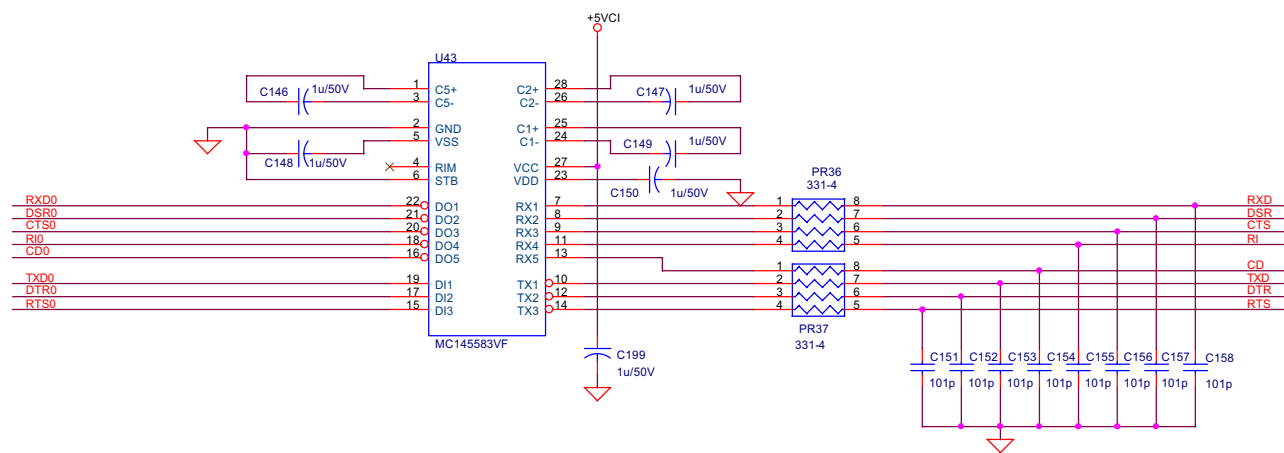 +5VCI
U43
C146
1u/50V
1
C5+
3
C5-
2
GND
5
VSS
C148
1u/50V
4
RIM
6
STB
28
C2+
26
C2-
C147
1u/50V
25
C1+
24
C1-
C149
1u/50V
27
VCC
23
VDD
C150
1u/50V
RXD0
22
DO1
RX1
7
DSR0
21
DO2
RX2
8
CTS0
20
DO3
RX3
9
RI0
18
DO4
RX4
11
CD0
16
DO5
RX5
13
TXD0
19
DI1
TX1
10
DTR0
17
DI2
TX2
12
RTS0
15
DI3
TX3
14
MC145583VF
PR36
331-4
1
8
RXD
2
7
DSR
3
6
CTS
4
5
RI
1
8
CD
2
7
TXD
3
6
DTR
4
5
RTS
PR37
331-4
C199
1u/50V
C151
C152
C153
C154
C155
C156
C157
C158
101p
101p
101p
101p
101p
101p
101p
101p